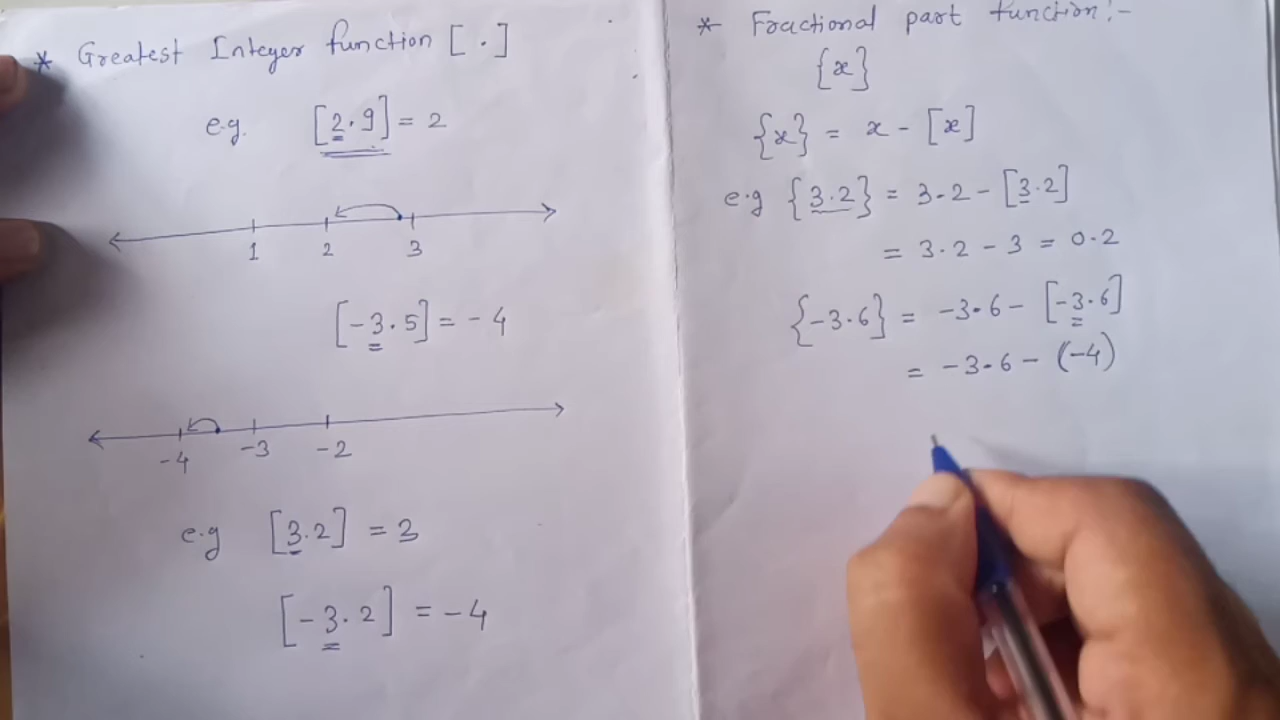 * Greatest Integer function [ . ]
e.g. [2.9] = 2
1 2 3
[-3.5] = -4
-4 -3 -2
e.g [3.2] = 3
[-3.2] = -4
* Fractional part function:-
{x}
{x} = x - [x]
e.g {3.2} = 3.2 - [3.2]
= 3.2 - 3 = 0.2
{-3.6} = -3.6 - [-3.6]
= -3.6 - (-4)